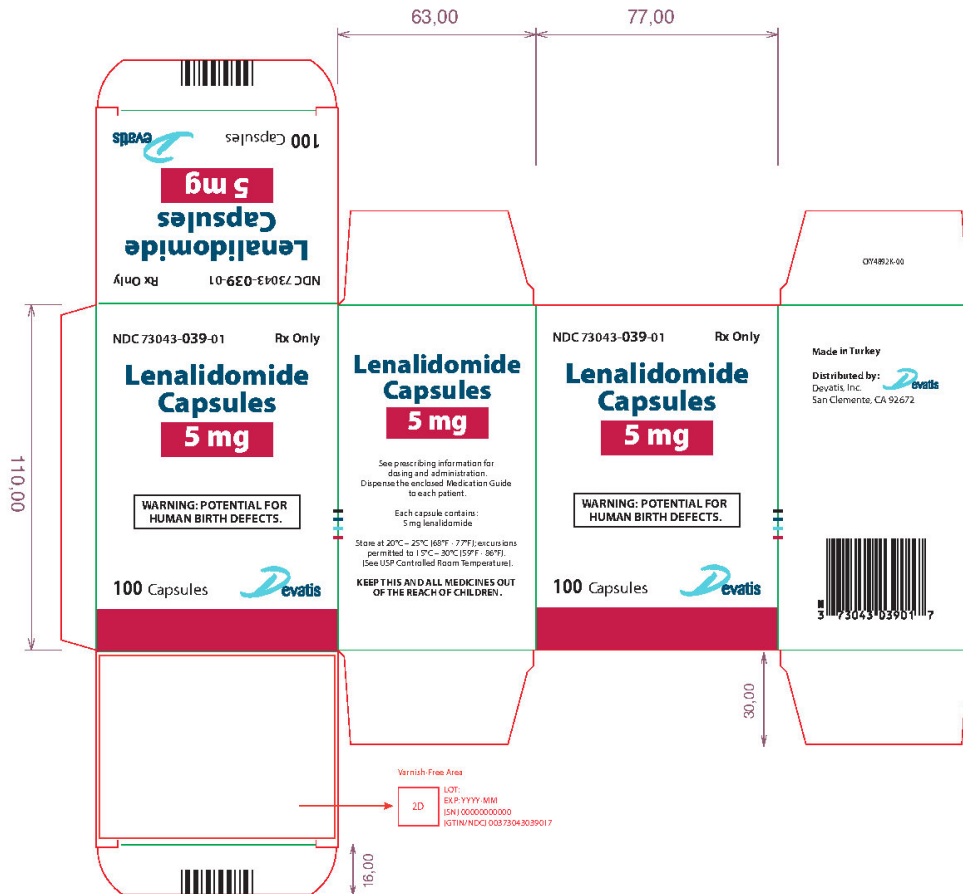 63,00
77,00
100 Capsules
Devatis
5 mg
Lenalidomide
Capsules
NDC 73043-039-01
Rx Only
CXY4892K-00
110,00
NDC 73043-039-01 Rx Only
Lenalidomide
Capsules
5 mg
WARNING: POTENTIAL FOR
HUMAN BIRTH DEFECTS.
100 Capsules
Devatis
Lenalidomide
Capsules
5 mg
See prescribing information for
dosing and administration.
Dispense the enclosed Medication Guide
to each patient.
Each capsule contains:
5 mg lenalidomide
Store at 20°C – 25°C (68°F - 77°F); excursions
permitted to 15°C – 30°C (59°F - 86°F).
[See USP Controlled Room Temperature].
KEEP THIS AND ALL MEDICINES OUT
OF THE REACH OF CHILDREN.
NDC 73043-039-01 Rx Only
Lenalidomide
Capsules
5 mg
WARNING: POTENTIAL FOR
HUMAN BIRTH DEFECTS.
100 Capsules
Devatis
Made in Turkey
Distributed by:
Devatis
Devatis, Inc.
San Clemente, CA 92672
N
3 73043 03901 7
30,00
Varnish-Free Area
2D
LOT:
EXP: YYYY-MM
(SN) 00000000000
(GTIN/NDC) 00373043039017
16,00